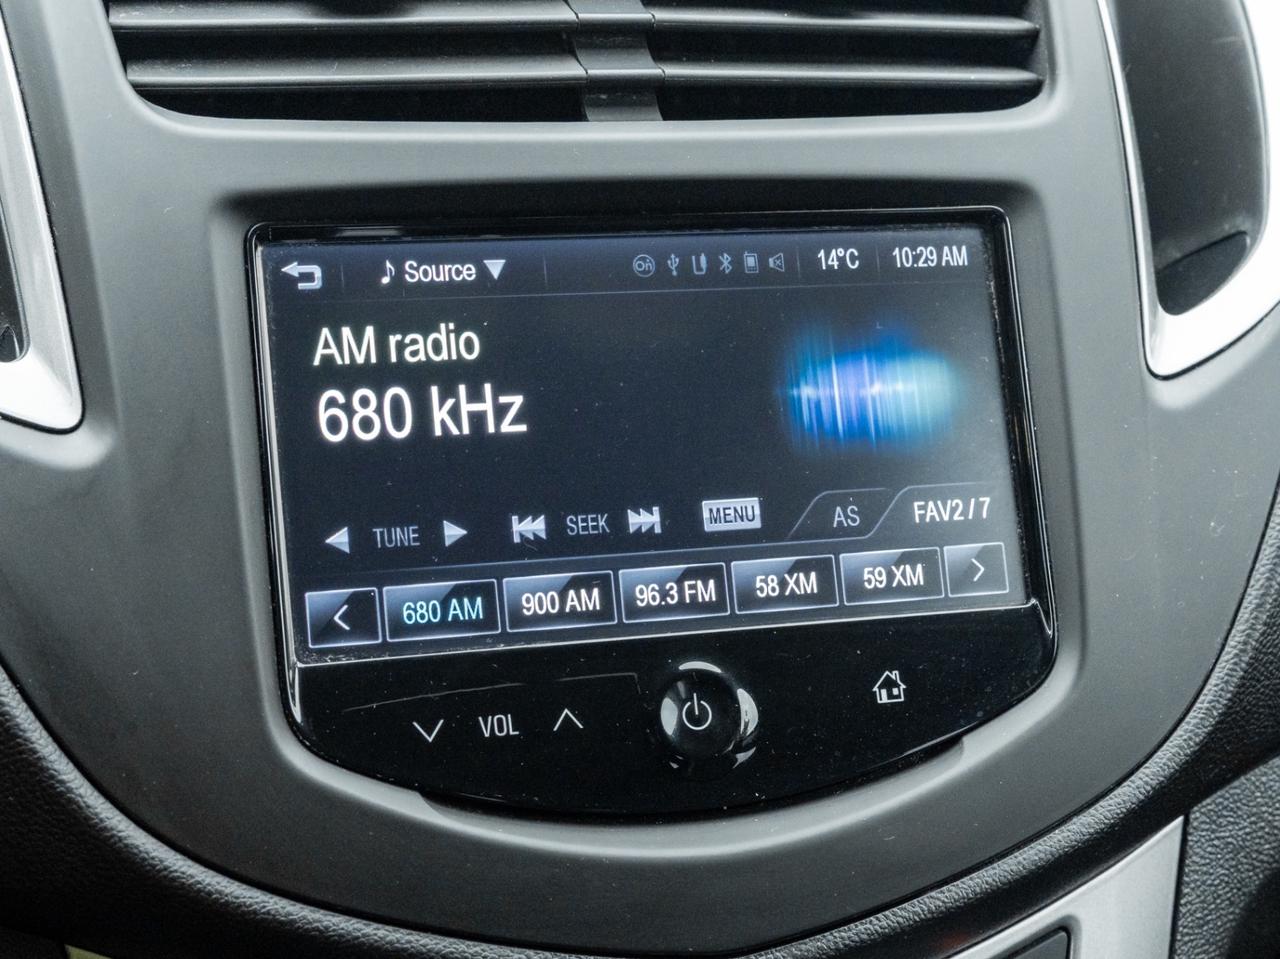 Source On 14°C 10:29 AM
AM radio
680 kHz
TUNE SEEK MENU AS FAV2 / 7
680 AM 900 AM 96.3 FM 58 XM 59 XM
VOL